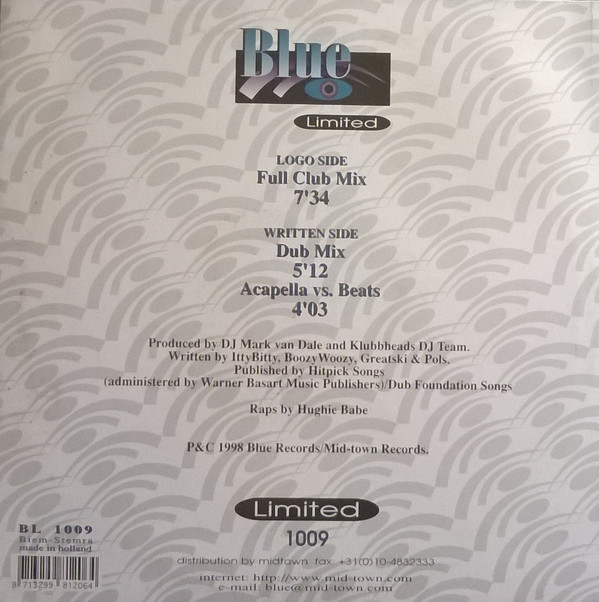 Blue
Limited
LOGO SIDE
Full Club Mix
7'34
WRITTEN SIDE
Dub Mix
5'12
Acapella vs. Beats
4'03
Produced by DJ Mark van Dale and Klubbheads DJ Team.
Written by IttyBitty, BoozyWoozy, Greatski & Pols.
Published by Hitpick Songs
(administered by Warner Basart Music Publishers)/Dub Foundation Songs
Raps by Hughie Babe
P&C 1998 Blue Records/Mid-town Records.
Limited
1009
BL 1009
Biem-Stemra
made in holland
8 713299 812064
distribution by midtown fax. +31(0)10-4832333
internet: http://www.mid-town.com
e-mail: blue@mid-town.com